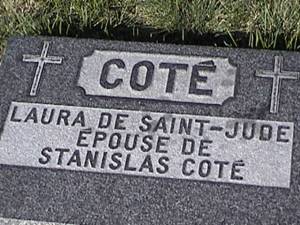 COTÉ
LAURA DE SAINT-JUDE
ÉPOUSE DE
STANISLAS COTÉ